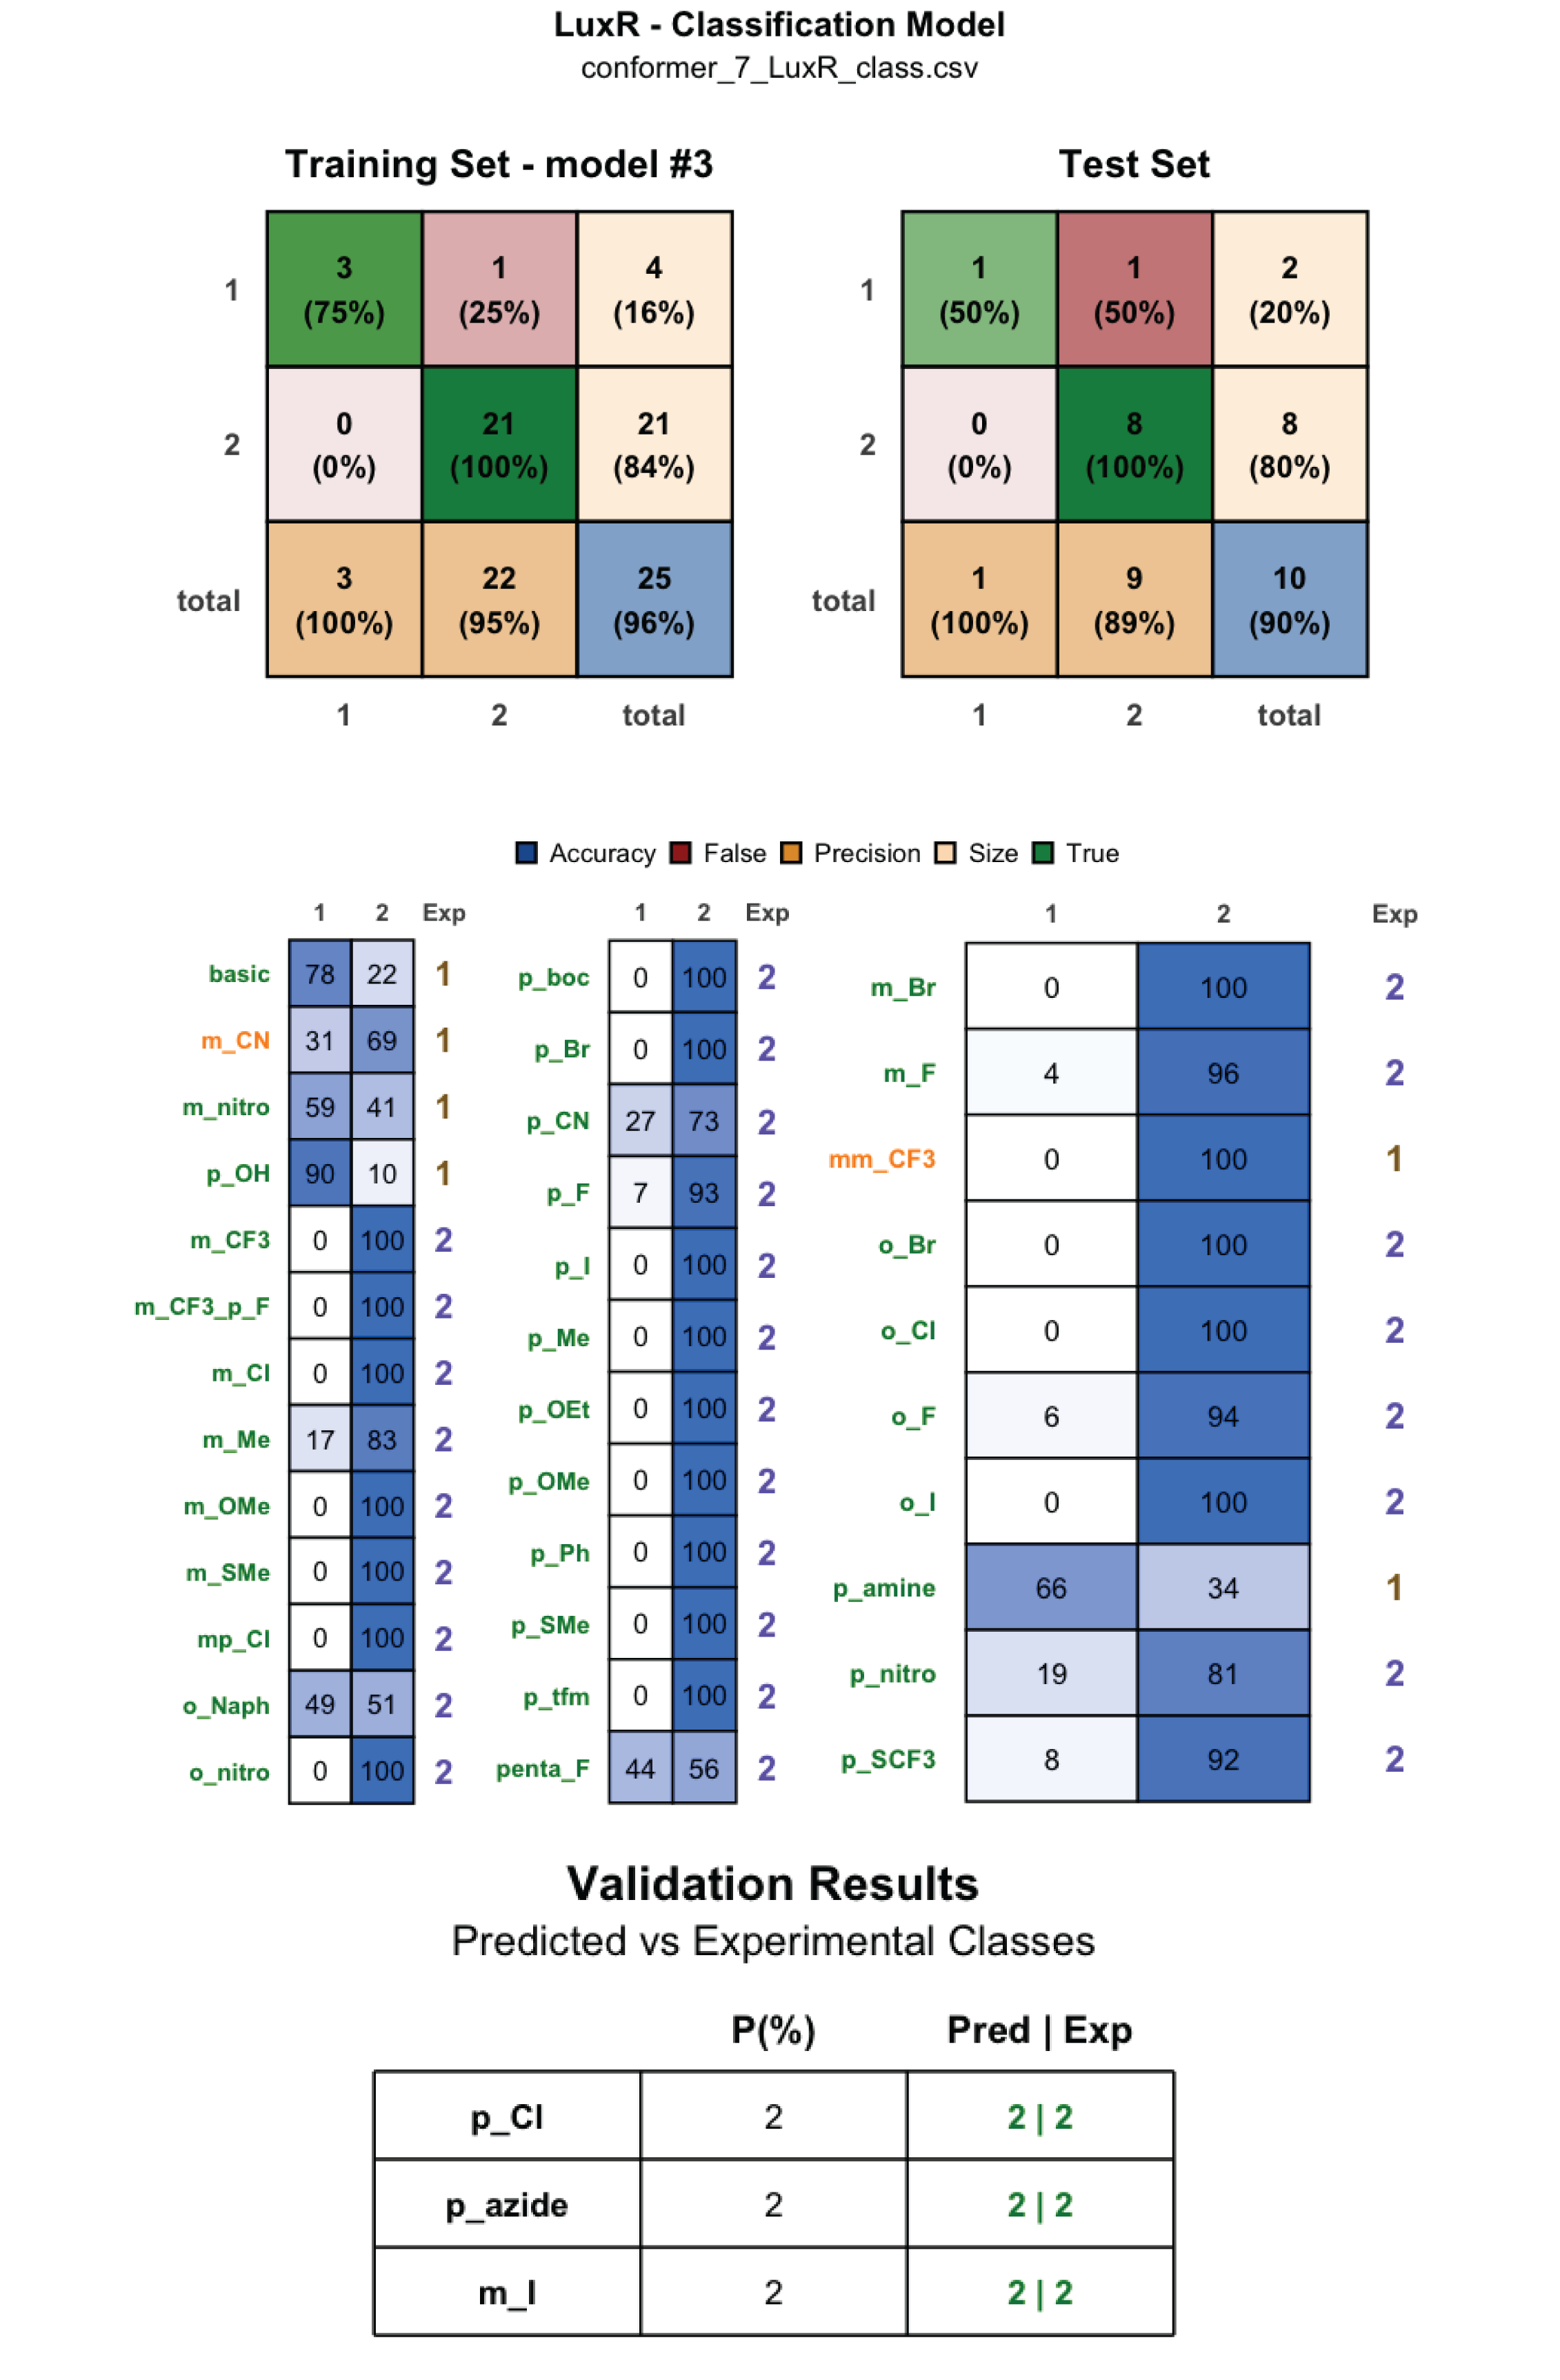 LuxR - Classification Model
conformer_7_LuxR_class.csv
Training Set - model #3
1 3 1 4
(75%) (25%) (16%)
2 0 21 21
(0%) (100%) (84%)
total 3 22 25
(100%) (95%) (96%)
1 2 total
Test Set
1 1 1 2
(50%) (50%) (20%)
2 0 8 8
(0%) (100%) (80%)
total 1 9 10
(100%) (89%) (90%)
1 2 total
Accuracy False Precision Size True
1 2 Exp
basic 78 22 1
m_CN 31 69 1
m_nitro 59 41 1
p_OH 90 10 1
m_CF3 0 100 2
m_CF3_p_F 0 100 2
m_Cl 0 100 2
m_Me 17 83 2
m_OMe 0 100 2
m_SMe 0 100 2
mp_Cl 0 100 2
o_Naph 49 51 2
o_nitro 0 100 2
1 2 Exp
p_boc 0 100 2
p_Br 0 100 2
p_CN 27 73 2
p_F 7 93 2
p_I 0 100 2
p_Me 0 100 2
p_OEt 0 100 2
p_OMe 0 100 2
p_Ph 0 100 2
p_SMe 0 100 2
p_tfm 0 100 2
penta_F 44 56 2
1 2 Exp
m_Br 0 100 2
m_F 4 96 2
mm_CF3 0 100 1
o_Br 0 100 2
o_Cl 0 100 2
o_F 6 94 2
o_I 0 100 2
p_amine 66 34 1
p_nitro 19 81 2
p_SCF3 8 92 2
Validation Results
Predicted vs Experimental Classes
P(%) Pred | Exp
p_Cl 2 2 | 2
p_azide 2 2 | 2
m_I 2 2 | 2